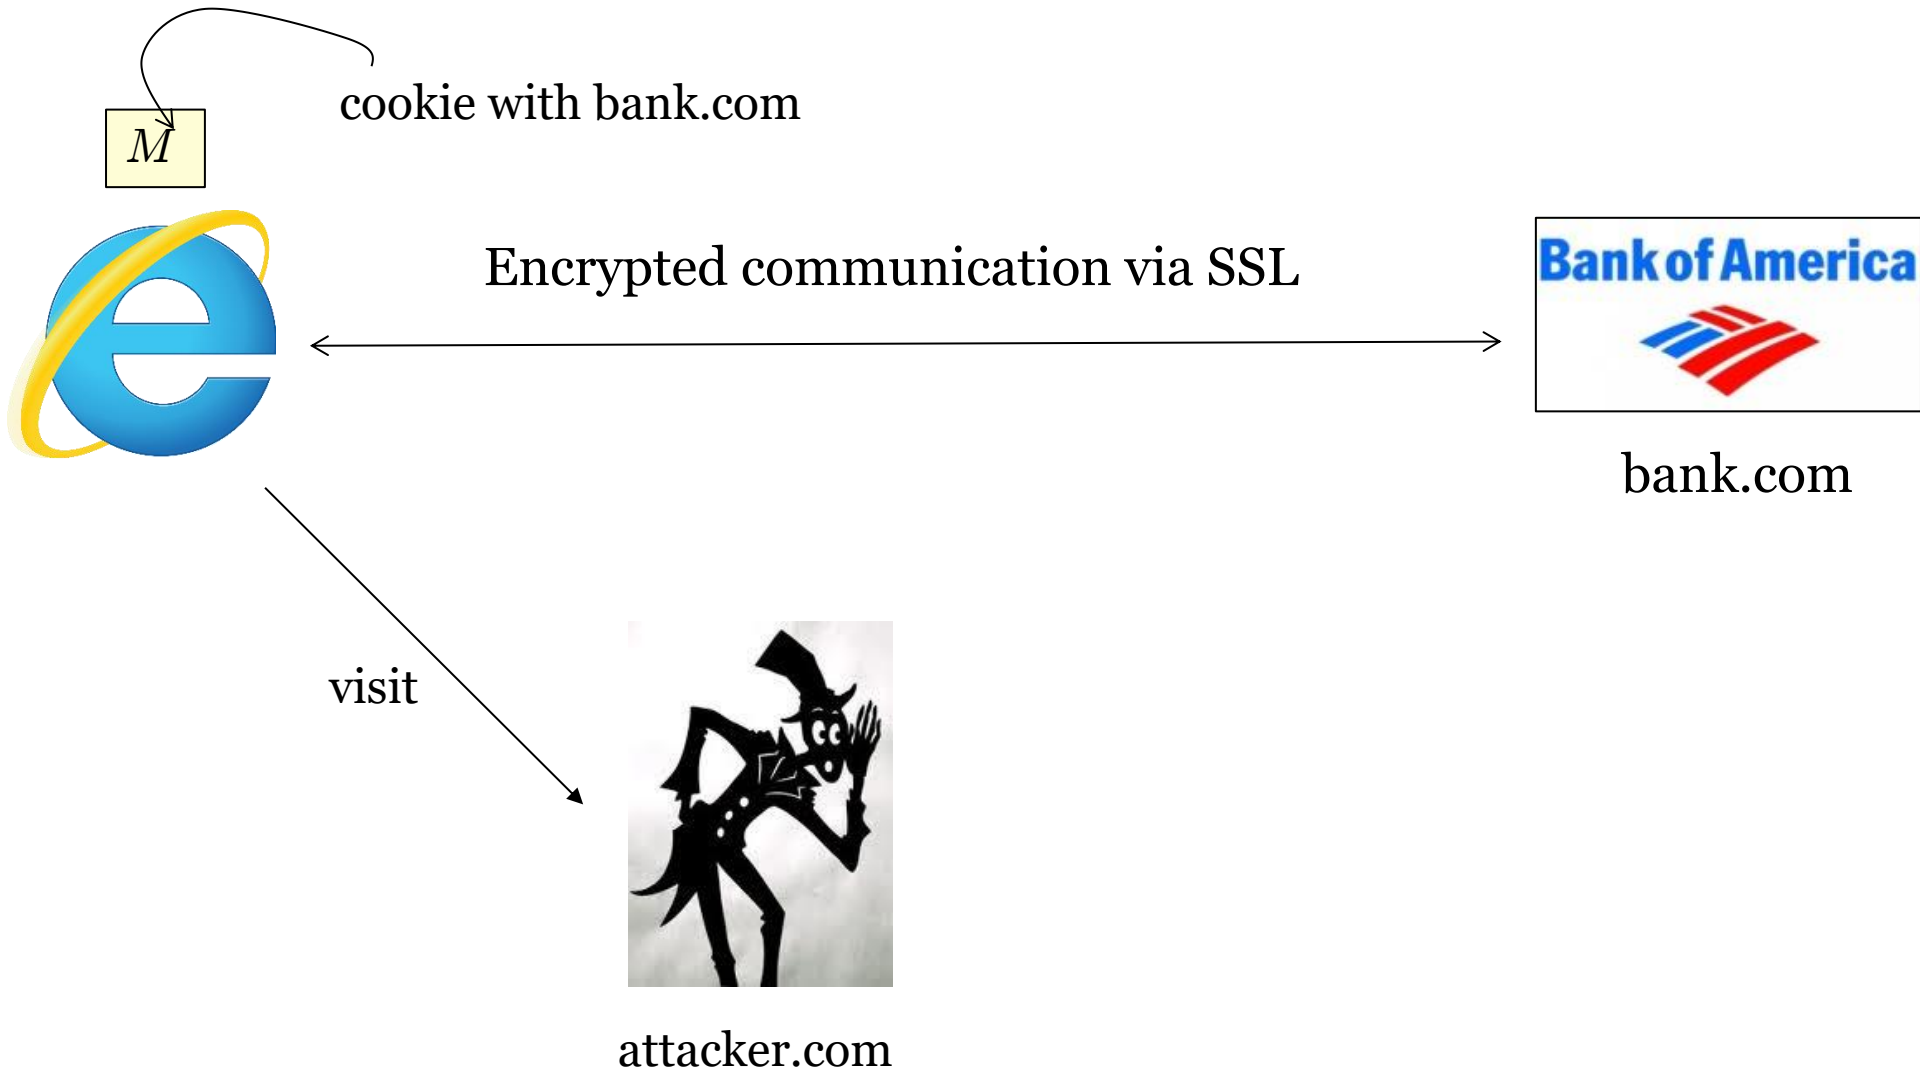 cookie with bank.com
M
Encrypted communication via SSL
Bank of America
bank.com
visit
attacker.com